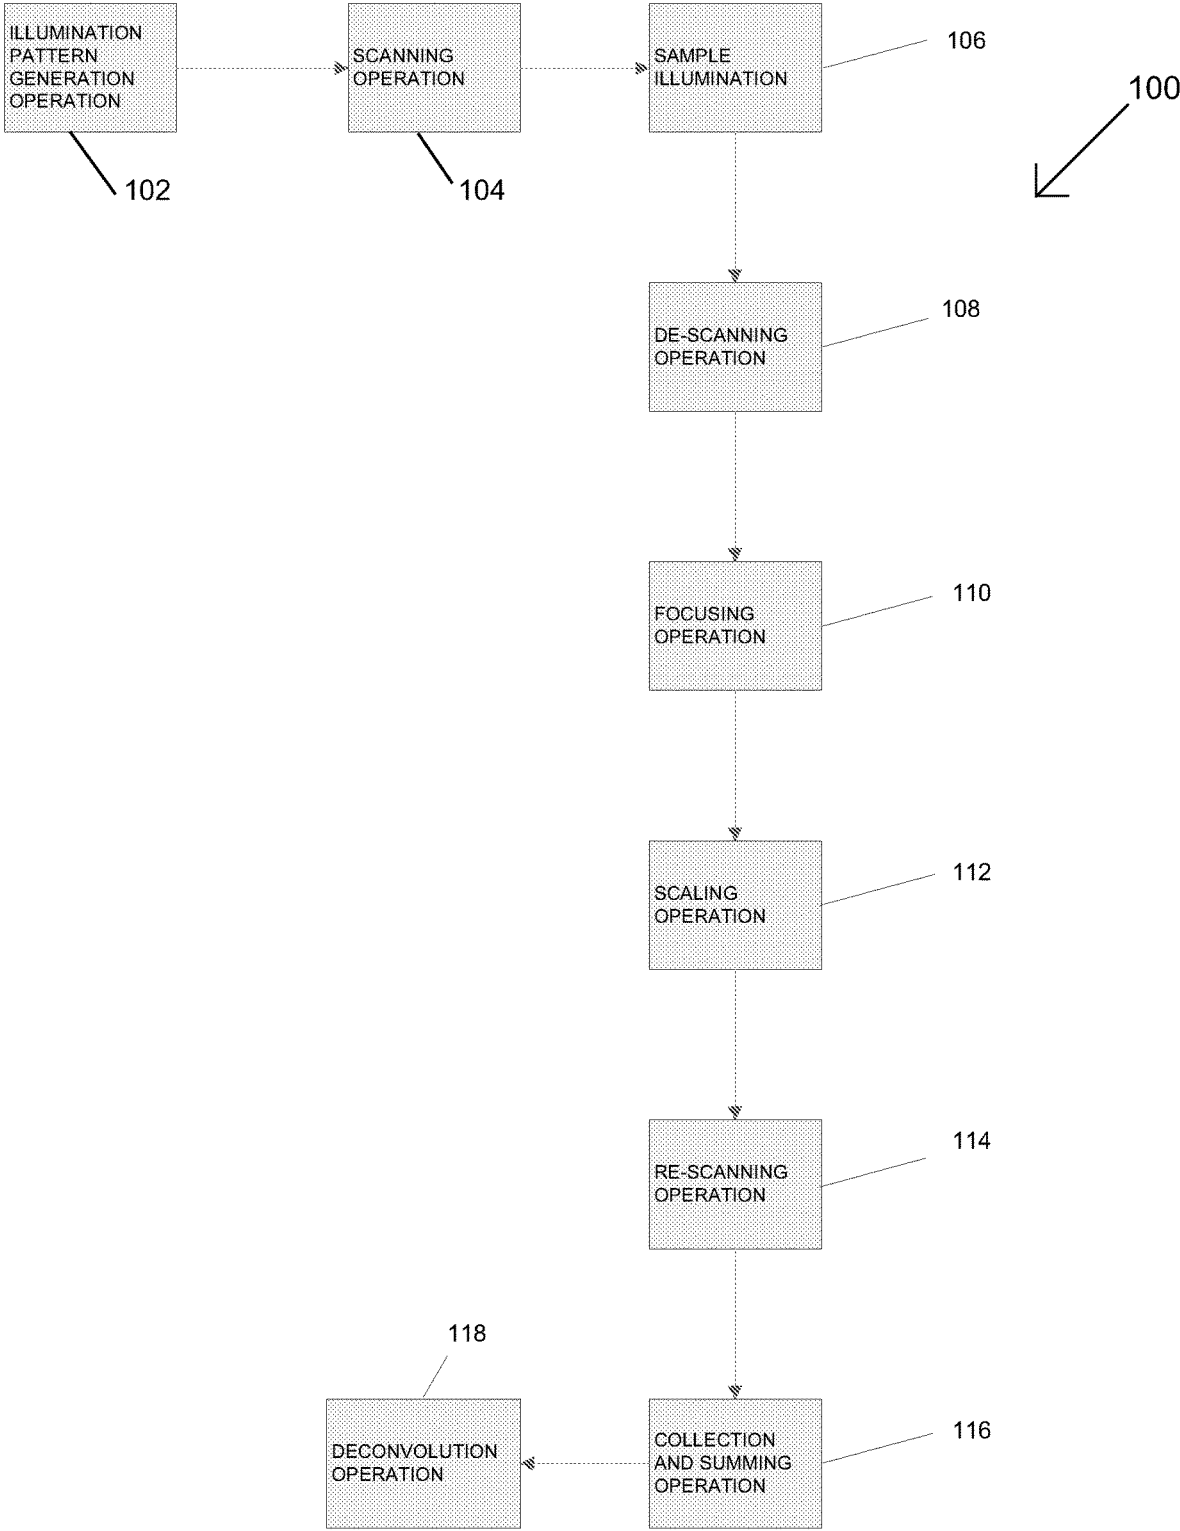 ILLUMINATION
PATTERN
GENERATION
OPERATION
SCANNING
OPERATION
SAMPLE
ILLUMINATION
106
100
102
104
DE-SCANNING
OPERATION
108
FOCUSING
OPERATION
110
SCALING
OPERATION
112
RE-SCANNING
OPERATION
114
118
DECONVOLUTION
OPERATION
COLLECTION
AND SUMMING
OPERATION
116